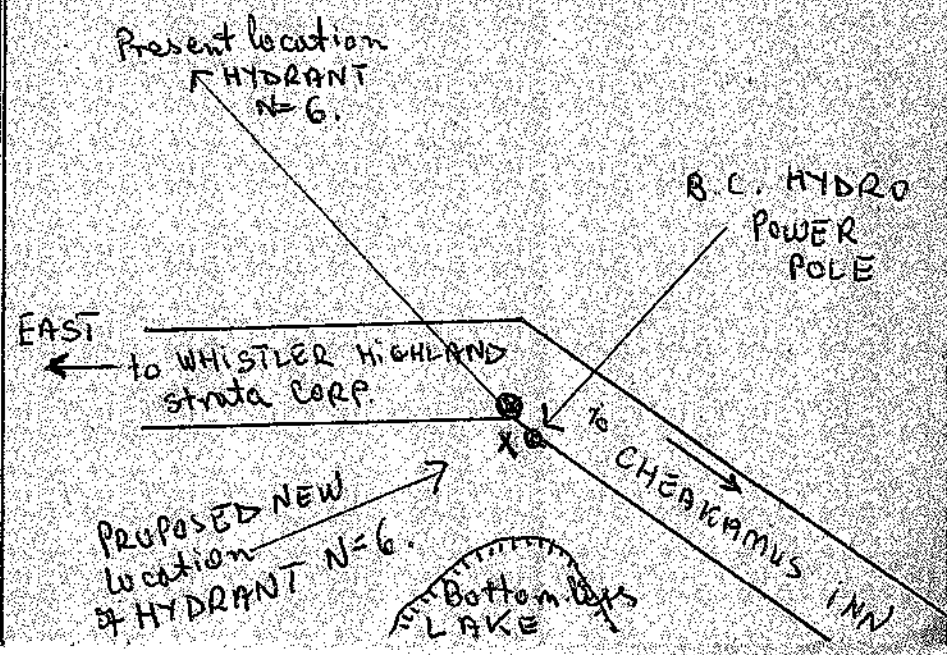 Present location
HYDRANT
N=6.
B.C. HYDRO
POWER
POLE
EAST
to WHISTLER HIGHLAND
strata CORP.
X
to CHEAKAMUS INN
PROPOSED NEW
location
of HYDRANT N=6.
Bottomless
LAKE